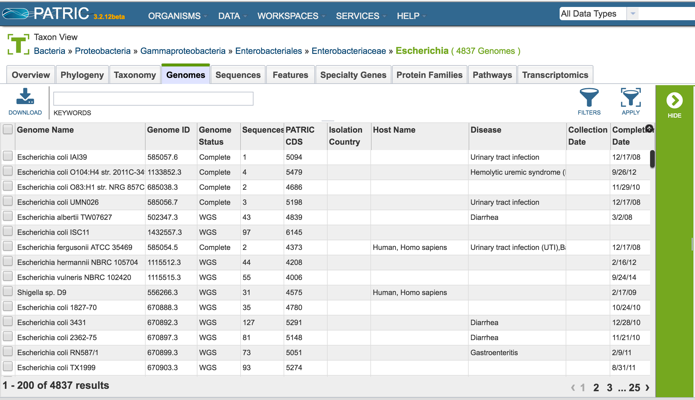 PATRIC 3.2.12beta
ORGANISMS DATA WORKSPACES SERVICES HELP
All Data Types
Taxon View
Bacteria » Proteobacteria » Gammaproteobacteria » Enterobacteriales » Enterobacteriaceae » Escherichia ( 4837 Genomes )
Overview Phylogeny Taxonomy Genomes Sequences Features Specialty Genes Protein Families Pathways Transcriptomics
DOWNLOAD KEYWORDS FILTERS APPLY HIDE
Genome Name Genome ID Genome Status Sequences PATRIC CDS Isolation Country Host Name Disease Collection Date Completion Date
Escherichia coli IAI39 585057.6 Complete 1 5094 Urinary tract infection 12/17/08
Escherichia coli O104:H4 str. 2011C-34 1133852.3 Complete 4 5479 Hemolytic uremic syndrome ( 9/26/12
Escherichia coli O83:H1 str. NRG 857C 685038.3 Complete 2 4686 11/29/10
Escherichia coli UMN026 585056.7 Complete 3 5198 Urinary tract infection 12/17/08
Escherichia albertii TW07627 502347.3 WGS 43 4839 Diarrhea 3/2/08
Escherichia coli ISC11 1432557.3 WGS 97 6145
Escherichia fergusonii ATCC 35469 585054.5 Complete 2 4373 Human, Homo sapiens Urinary tract infection (UTI),B 12/17/08
Escherichia hermannii NBRC 105704 1115512.3 WGS 44 4208 2/16/12
Escherichia vulneris NBRC 102420 1115515.3 WGS 55 4006 9/24/14
Shigella sp. D9 556266.3 WGS 31 4575 Human, Homo sapiens 2/17/09
Escherichia coli 1827-70 670888.3 WGS 35 4780 10/24/10
Escherichia coli 3431 670892.3 WGS 127 5291 Diarrhea 12/28/10
Escherichia coli 2362-75 670897.3 WGS 81 5148 Diarrhea 11/21/10
Escherichia coli RN587/1 670899.3 WGS 73 5051 Gastroenteritis 2/9/11
Escherichia coli TX1999 670903.3 WGS 93 5274 8/31/11
1 - 200 of 4837 results ‹ 1 2 3 ... 25 ›